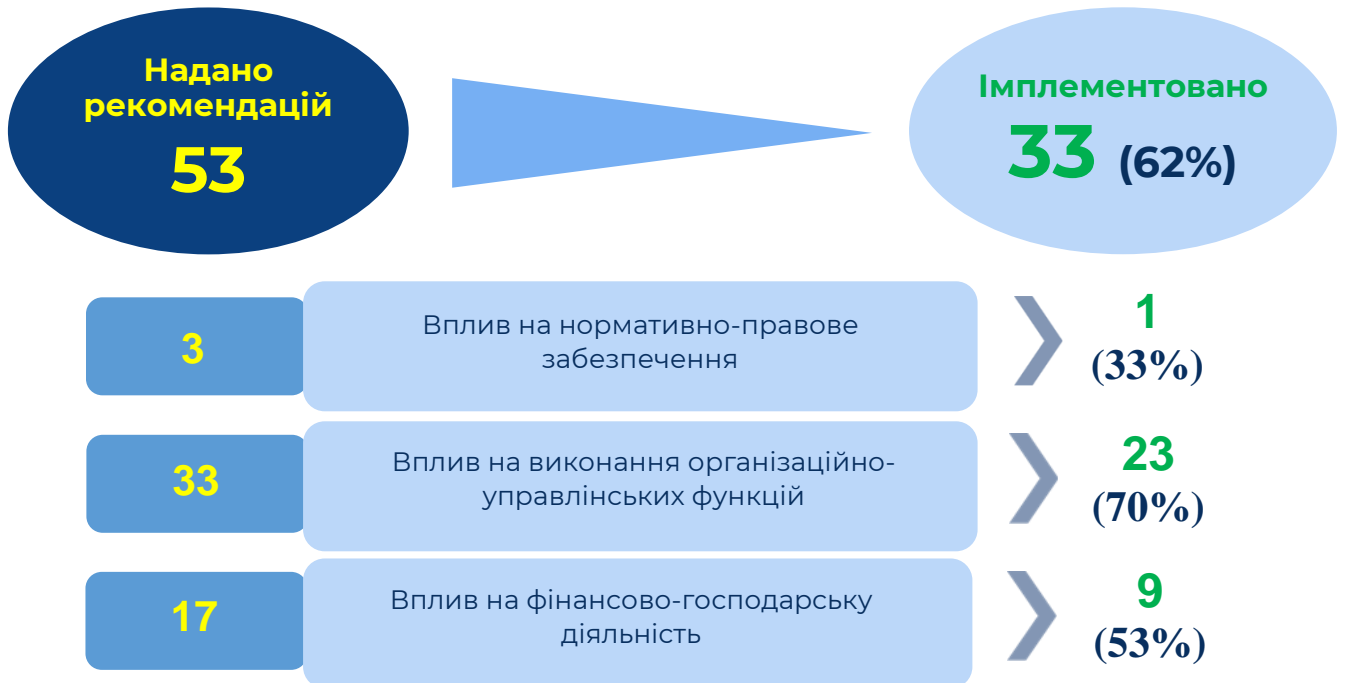 Надано
рекомендацій
53
Імплементовано
33 (62%)
3
Вплив на нормативно-правове
забезпечення
1
(33%)
33
Вплив на виконання організаційно-
управлінських функцій
23
(70%)
17
Вплив на фінансово-господарську
діяльність
9
(53%)